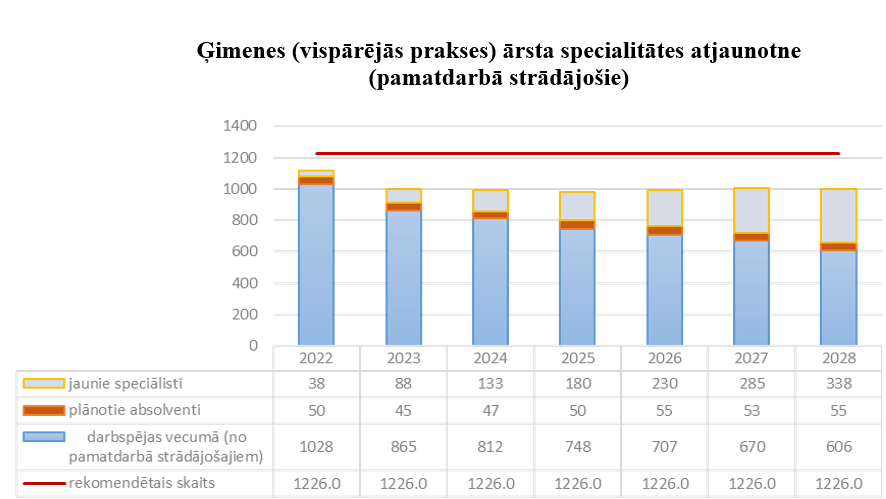 Ģimenes (vispārējās prakses) ārsta specialitātes atjaunotne
(pamatdarbā strādājošie)
1400
1200
1000
800
600
400
200
0
2022 2023 2024 2025 2026 2027 2028
jaunie speciālisti 38 88 133 180 230 285 338
plānotie absolventi 50 45 47 50 55 53 55
darbspējas vecumā (no
pamatdarbā strādājošajiem) 1028 865 812 748 707 670 606
rekomendētais skaits 1226.0 1226.0 1226.0 1226.0 1226.0 1226.0 1226.0